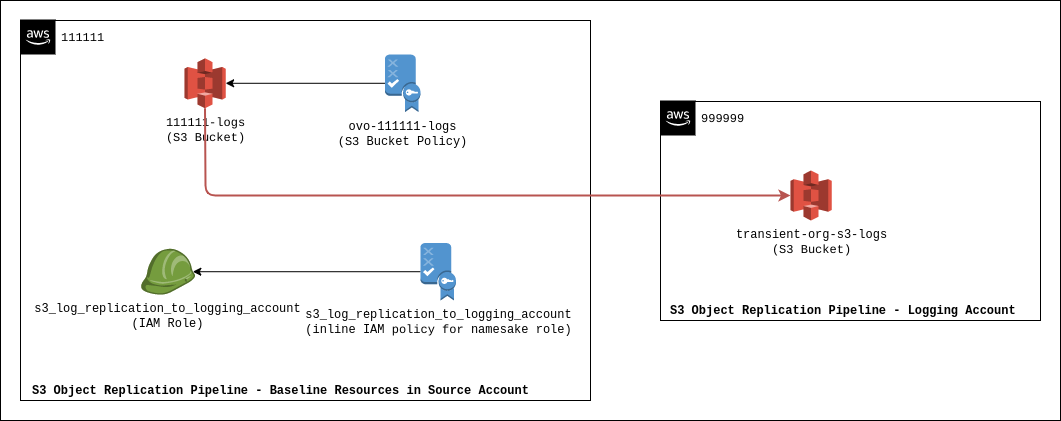 aws
111111
111111-logs
(S3 Bucket)
ovo-111111-logs
(S3 Bucket Policy)
aws
999999
transient-org-s3-logs
(S3 Bucket)
s3_log_replication_to_logging_account
(IAM Role)
s3_log_replication_to_logging_account
(inline IAM policy for namesake role)
S3 Object Replication Pipeline - Logging Account
S3 Object Replication Pipeline - Baseline Resources in Source Account